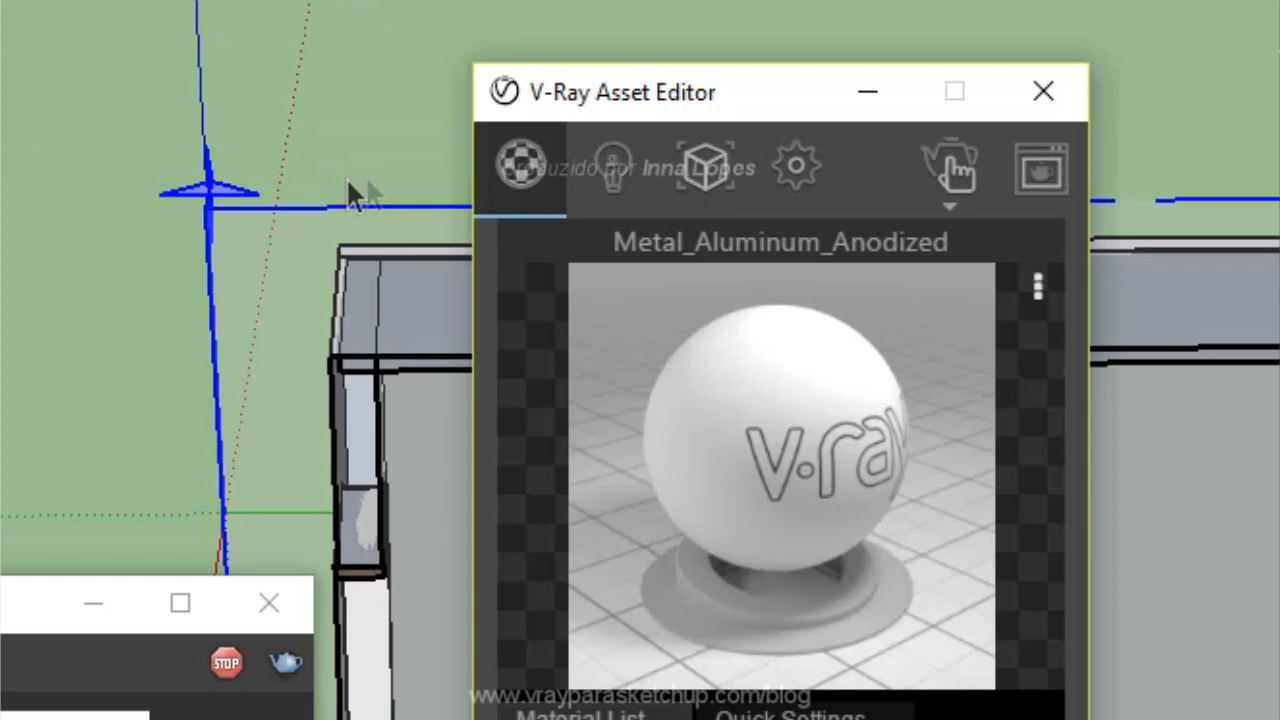 V-Ray Asset Editor
Produzido por Inna Lopes
Metal_Aluminum_Anodized
v·ray
STOP
www.vrayparasketchup.com/blog
Material List
Quick Settings